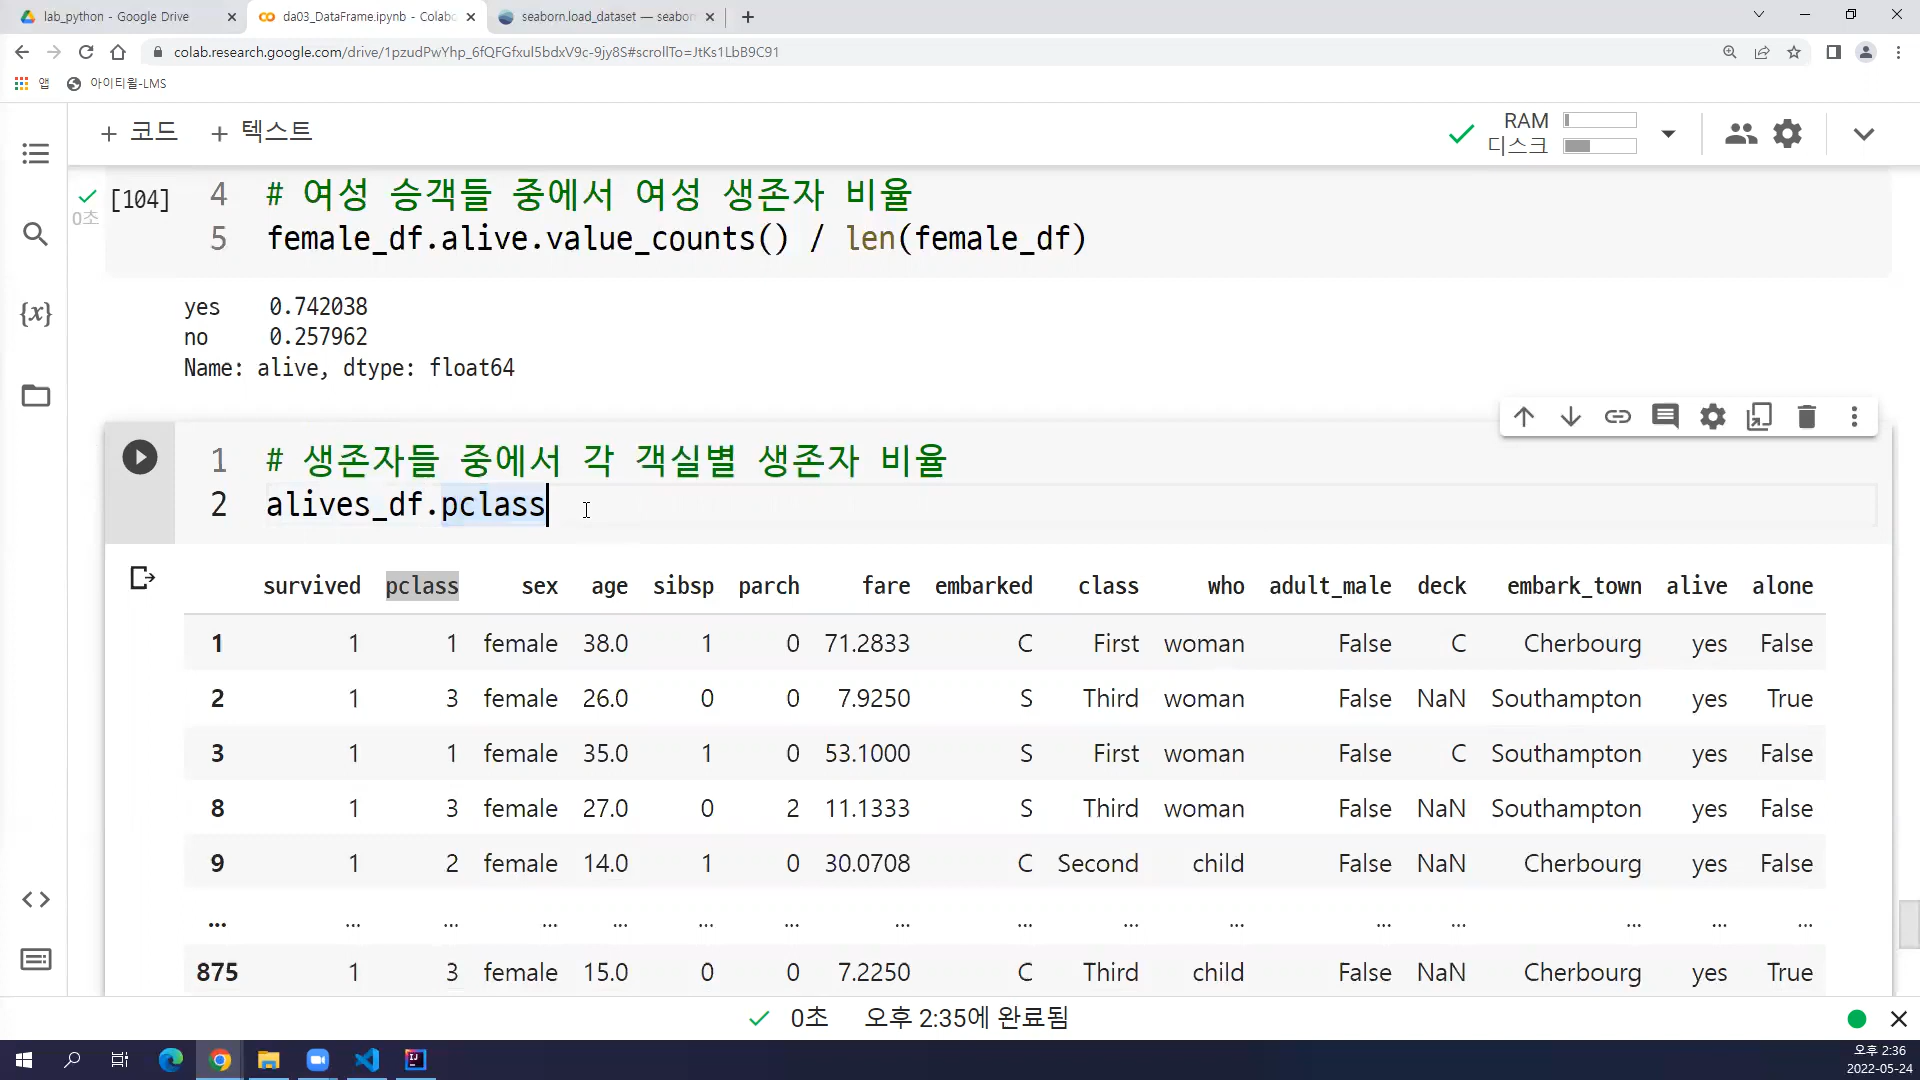 lab_python - Google Drive
da03_DataFrame.ipynb - Colabo
seaborn.load_dataset — seabor
colab.research.google.com/drive/1pzudPwYhp_6fQFGfxul5bdxV9c-9jy8S#scrollTo=JtKs1LbB9C91
앱 아이티윌-LMS
+ 코드 + 텍스트
RAM
디스크
[104] 4 # 여성 승객들 중에서 여성 생존자 비율
0초
5 female_df.alive.value_counts() / len(female_df)
yes 0.742038
no 0.257962
Name: alive, dtype: float64
1 # 생존자들 중에서 각 객실별 생존자 비율
2 alives_df.pclass
survived pclass sex age sibsp parch fare embarked class who adult_male deck embark_town alive alone
1 1 1 female 38.0 1 0 71.2833 C First woman False C Cherbourg yes False
2 1 3 female 26.0 0 0 7.9250 S Third woman False NaN Southampton yes True
3 1 1 female 35.0 1 0 53.1000 S First woman False C Southampton yes False
8 1 3 female 27.0 0 2 11.1333 S Third woman False NaN Southampton yes False
9 1 2 female 14.0 1 0 30.0708 C Second child False NaN Cherbourg yes False
... ... ... ... ... ... ... ... ... ... ... ... ... ... ... ...
875 1 3 female 15.0 0 0 7.2250 C Third child False NaN Cherbourg yes True
0초 오후 2:35에 완료됨
오후 2:36
2022-05-24